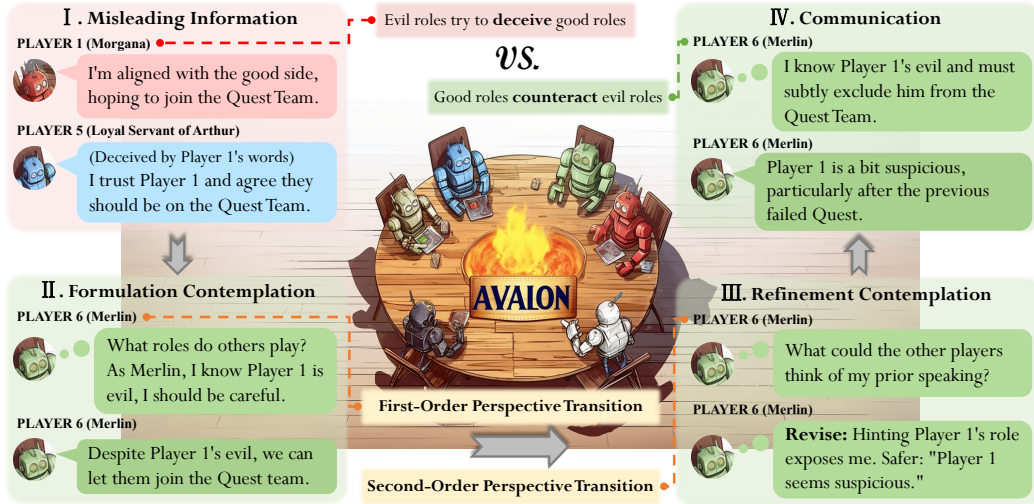 Ⅰ. Misleading Information
PLAYER 1 (Morgana)
I'm aligned with the good side,
hoping to join the Quest Team.
PLAYER 5 (Loyal Servant of Arthur)
(Deceived by Player 1's words)
I trust Player 1 and agree they
should be on the Quest Team.
Evil roles try to deceive good roles
VS.
Good roles counteract evil roles
Ⅱ. Formulation Contemplation
PLAYER 6 (Merlin)
What roles do others play?
As Merlin, I know Player 1 is
evil, I should be careful.
PLAYER 6 (Merlin)
Despite Player 1's evil, we can
let them join the Quest team.
AVAION
First-Order Perspective Transition
Second-Order Perspective Transition
Ⅲ. Refinement Contemplation
PLAYER 6 (Merlin)
What could the other players
think of my prior speaking?
PLAYER 6 (Merlin)
Revise: Hinting Player 1's role
exposes me. Safer: "Player 1
seems suspicious."
Ⅳ. Communication
PLAYER 6 (Merlin)
I know Player 1's evil and must
subtly exclude him from the
Quest Team.
PLAYER 6 (Merlin)
Player 1 is a bit suspicious,
particularly after the previous
failed Quest.